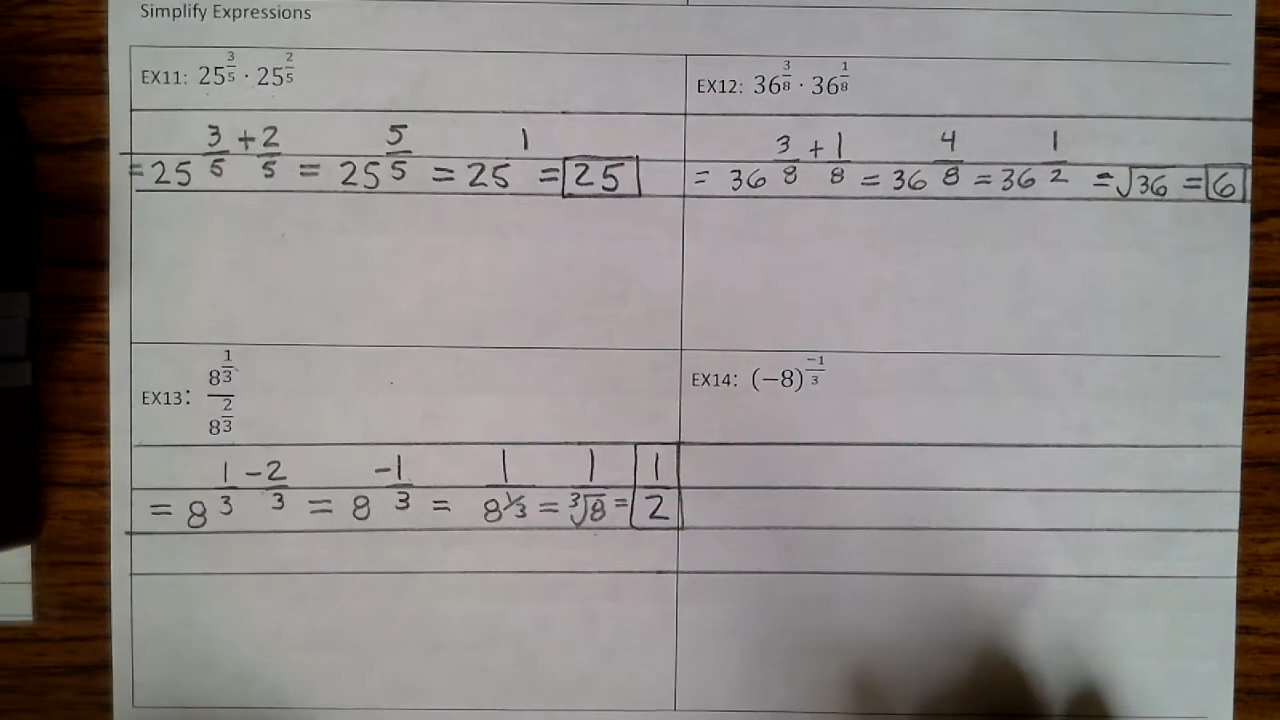 Simplify Expressions
EX11: 25^(3/5) · 25^(2/5)
= 25^(3/5 + 2/5) = 25^(5/5) = 25^1 = 25
EX12: 36^(3/8) · 36^(1/8)
= 36^(3/8 + 1/8) = 36^(4/8) = 36^(1/2) = √36 = 6
EX13: 8^(1/3) / 8^(2/3)
= 8^(1/3 - 2/3) = 8^(-1/3) = 1/8^(1/3) = 1/∛8 = 1/2
EX14: (−8)^(−1/3)